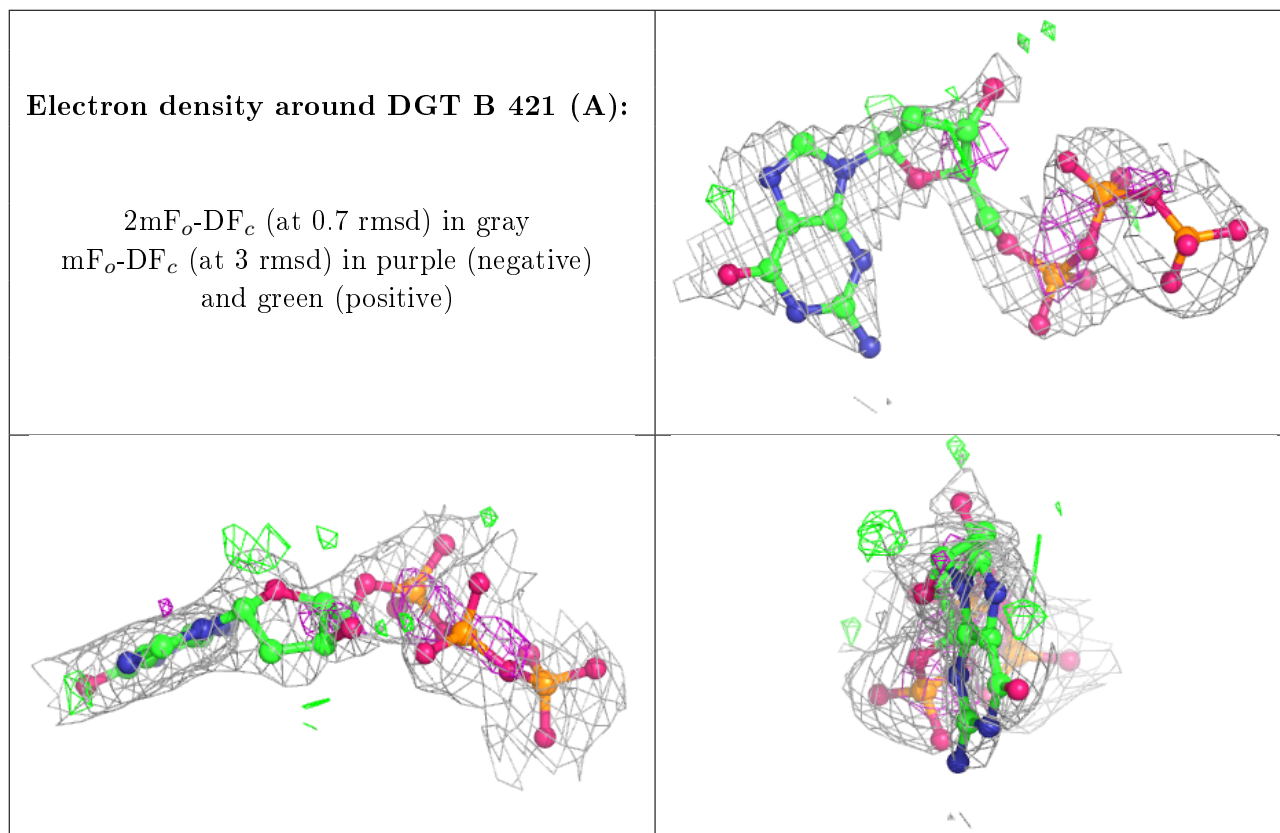 Electron density around DGT B 421 (A):
2mFo-DFc (at 0.7 rmsd) in gray
mFo-DFc (at 3 rmsd) in purple (negative)
and green (positive)